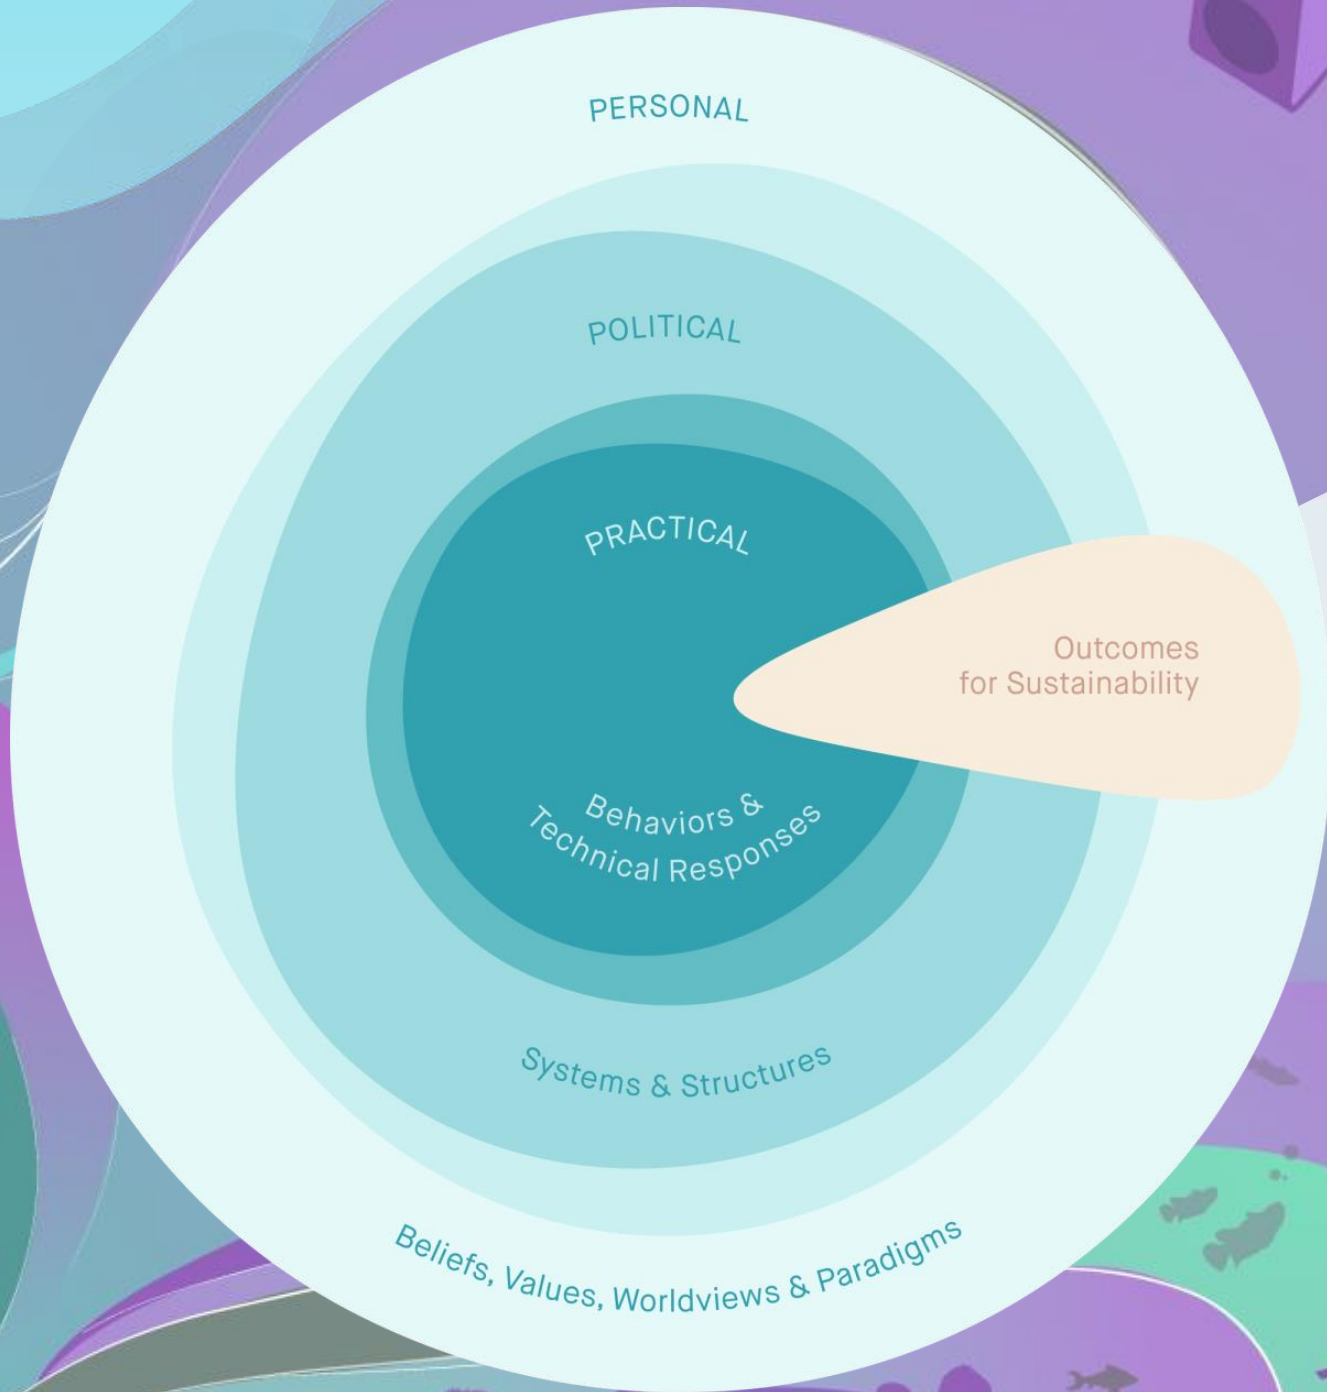 PERSONAL
POLITICAL
PRACTICAL
Outcomes
for Sustainability
Behaviors &
Technical Responses
Systems & Structures
Beliefs, Values, Worldviews & Paradigms